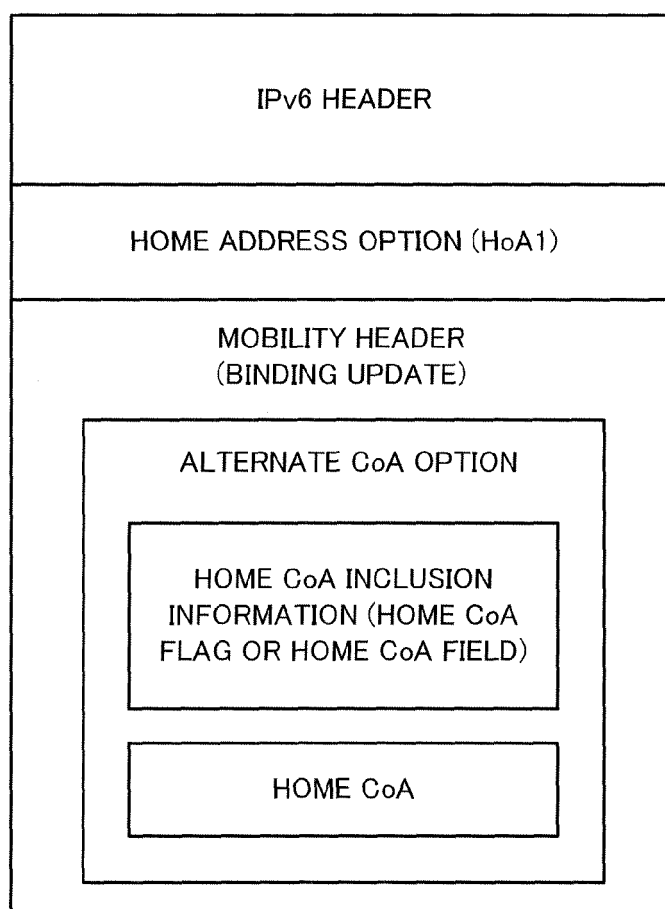 IPv6 HEADER
HOME ADDRESS OPTION (HoA1)
MOBILITY HEADER
(BINDING UPDATE)
ALTERNATE CoA OPTION
HOME CoA INCLUSION
INFORMATION (HOME CoA
FLAG OR HOME CoA FIELD)
HOME CoA